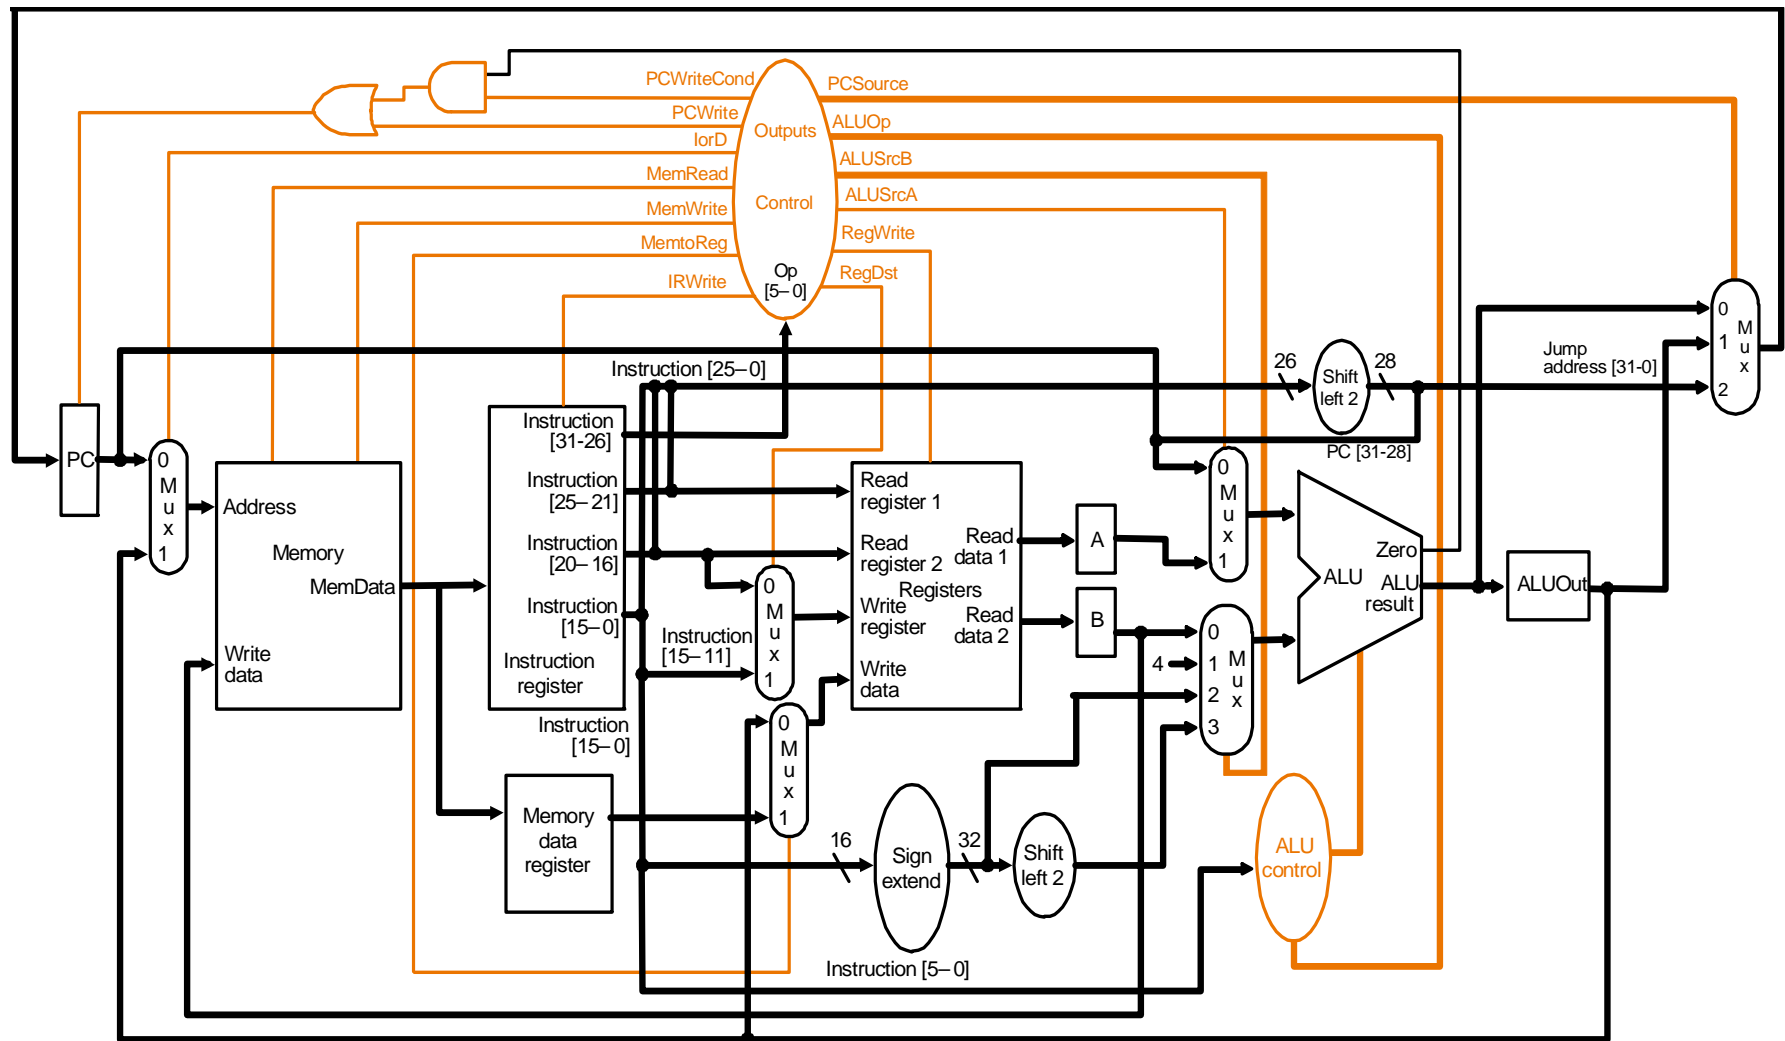 PCWriteCond
PCSource
PCWrite
ALUOp
Outputs
IorD
ALUSrcB
MemRead
ALUSrcA
Control
MemWrite
RegWrite
MemtoReg
RegDst
IRWrite
Op
[5–0]
Instruction [25–0]
26
Shift
left 2
28
Jump
address [31-0]
0
1
2
M
u
x
PC [31-28]
PC
0
M
u
x
1
Address
Memory
MemData
Write
data
Instruction
[31-26]
Instruction
[25–21]
Instruction
[20–16]
Instruction
[15–0]
Instruction
register
Instruction
[15–0]
Instruction
[15–11]
0
M
u
x
1
0
M
u
x
1
Read
register 1
Read
register 2
Registers
Write
register
Write
data
Read
data 1
Read
data 2
A
B
0
M
u
x
1
0
4
1
2
3
M
u
x
Zero
ALU
ALU
result
ALUOut
Memory
data
register
16
Sign
extend
32
Shift
left 2
ALU
control
Instruction [5–0]